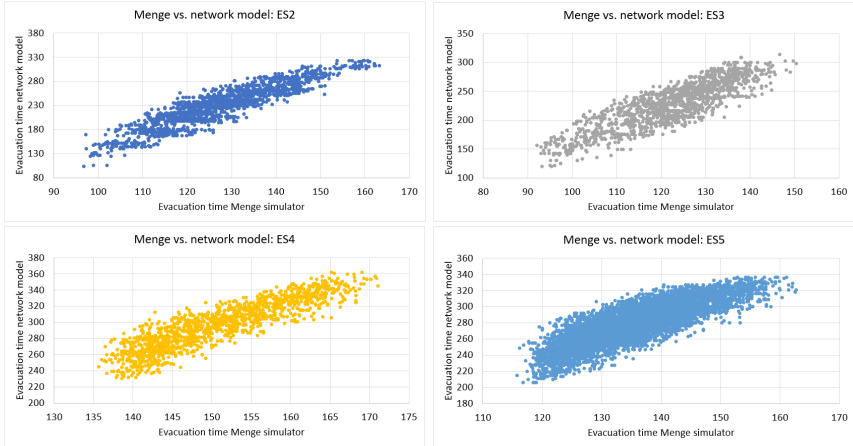 Menge vs. network model: ES2
Evacuation time network model
380
330
280
230
180
130
80
90 100 110 120 130 140 150 160 170
Evacuation time Menge simulator
Menge vs. network model: ES3
Evacuation time network model
350
300
250
200
150
100
80 90 100 110 120 130 140 150 160
Evacuation time Menge simulator
Menge vs. network model: ES4
Evacuation time network model
380
360
340
320
300
280
260
240
220
200
130 135 140 145 150 155 160 165 170 175
Evacuation time Menge simulator
Menge vs. network model: ES5
Evacuation time network model
360
340
320
300
280
260
240
220
200
180
110 120 130 140 150 160 170
Evacuation time Menge simulator